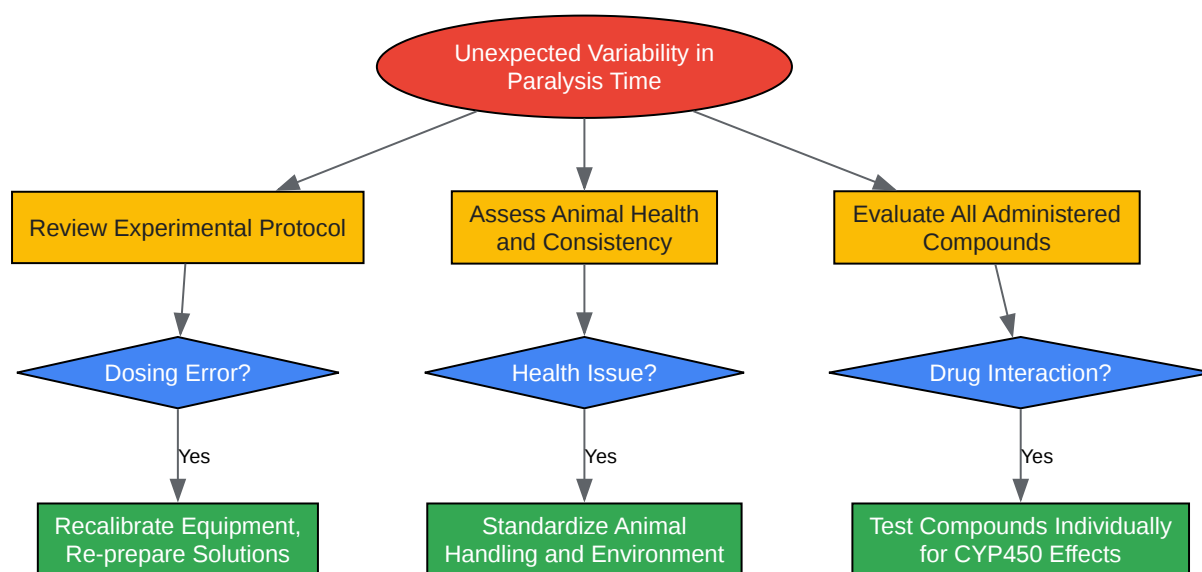 Unexpected Variability in
Paralysis Time
Review Experimental Protocol
Assess Animal Health
and Consistency
Evaluate All Administered
Compounds
Dosing Error?
Health Issue?
Drug Interaction?
Yes
Yes
Yes
Recalibrate Equipment,
Re-prepare Solutions
Standardize Animal
Handling and Environment
Test Compounds Individually
for CYP450 Effects